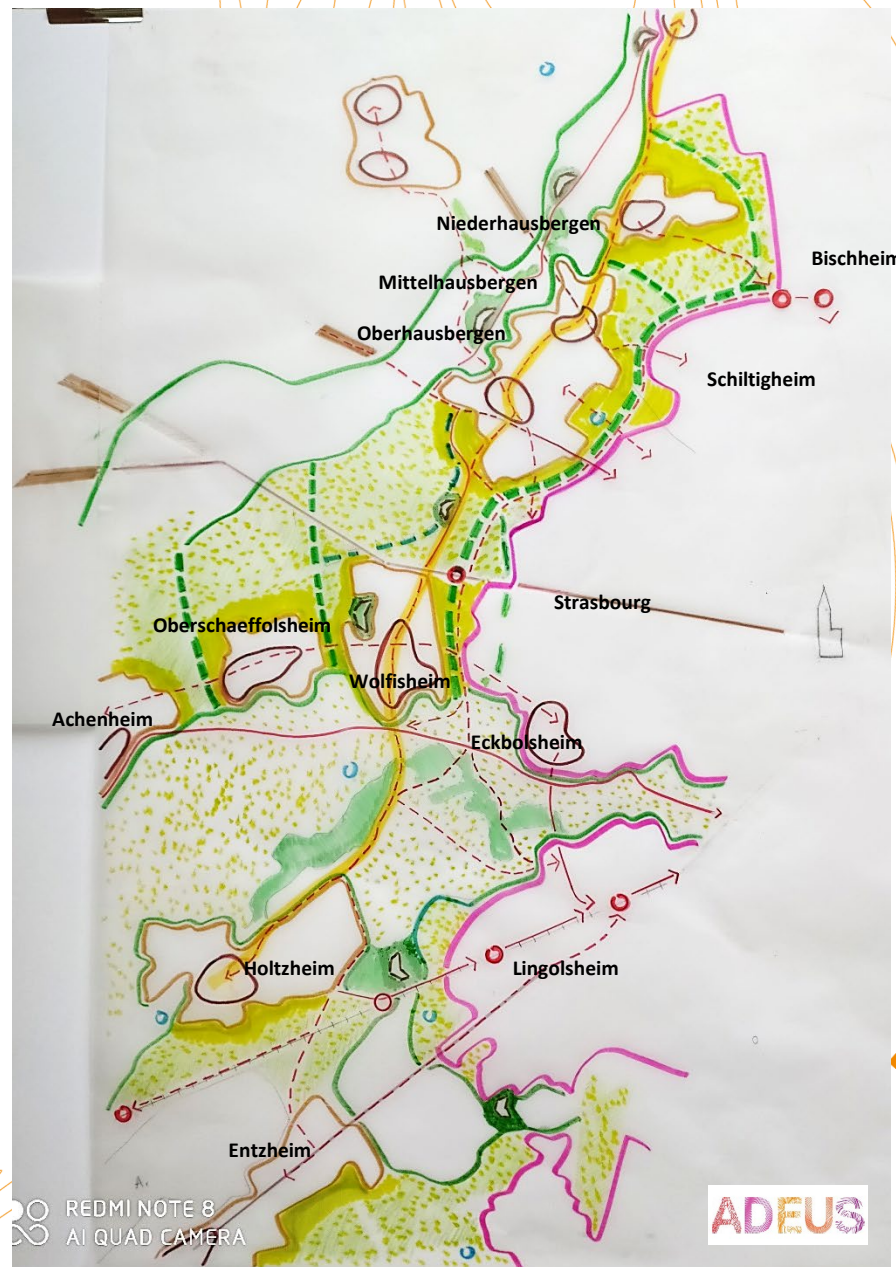 Niederhausbergen
Bischheim
Mittelhausbergen
Oberhausbergen
Schiltigheim
Strasbourg
Oberschaeffolsheim
Wolfisheim
Achenheim
Eckbolsheim
Holtzheim
Lingolsheim
Entzheim
REDMI NOTE 8
AI QUAD CAMERA
ADEUS